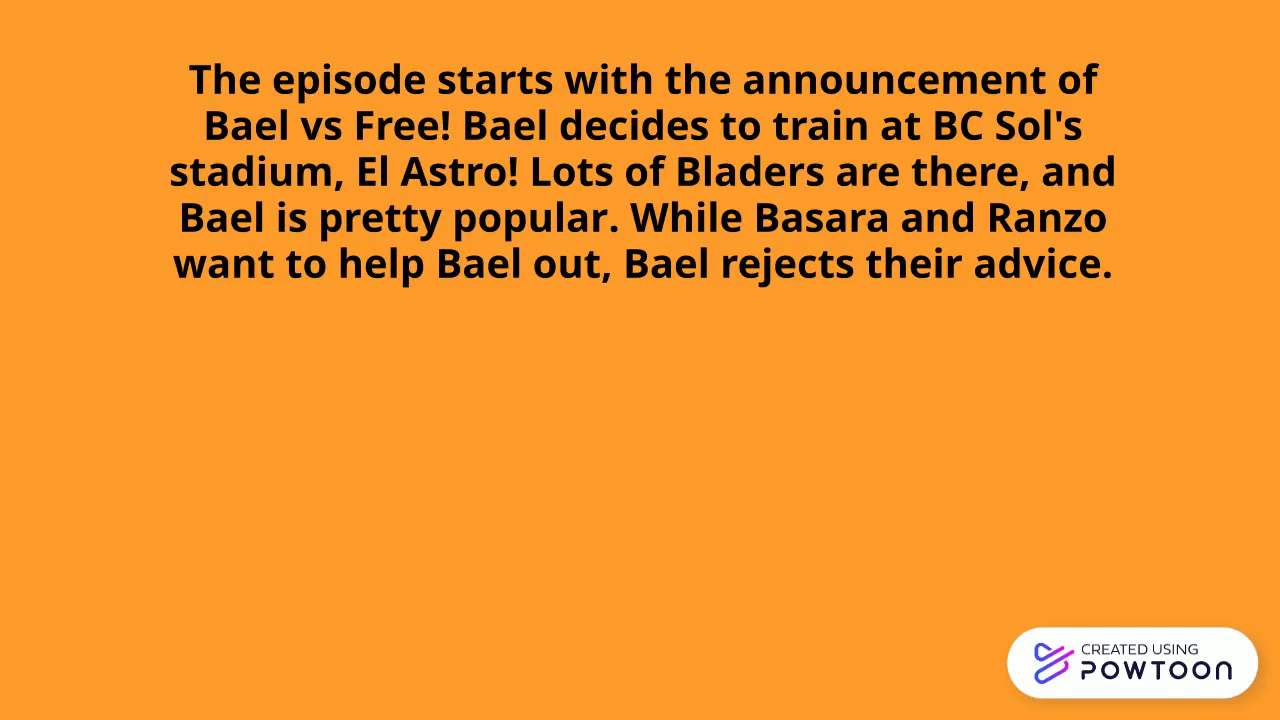 The episode starts with the announcement of
Bael vs Free! Bael decides to train at BC Sol's
stadium, El Astro! Lots of Bladers are there, and
Bael is pretty popular. While Basara and Ranzo
want to help Bael out, Bael rejects their advice.
CREATED USING
POWTOON